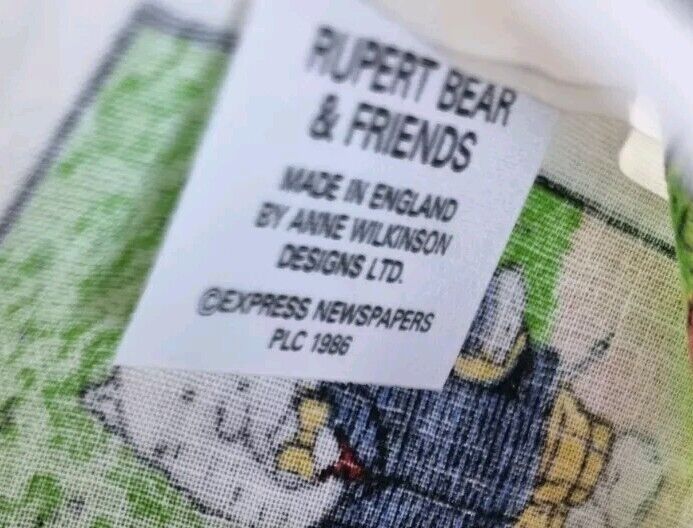 RUPERT BEAR
& FRIENDS
MADE IN ENGLAND
BY ANNE WILKINSON
DESIGNS LTD.
©EXPRESS NEWSPAPERS
PLC 1986